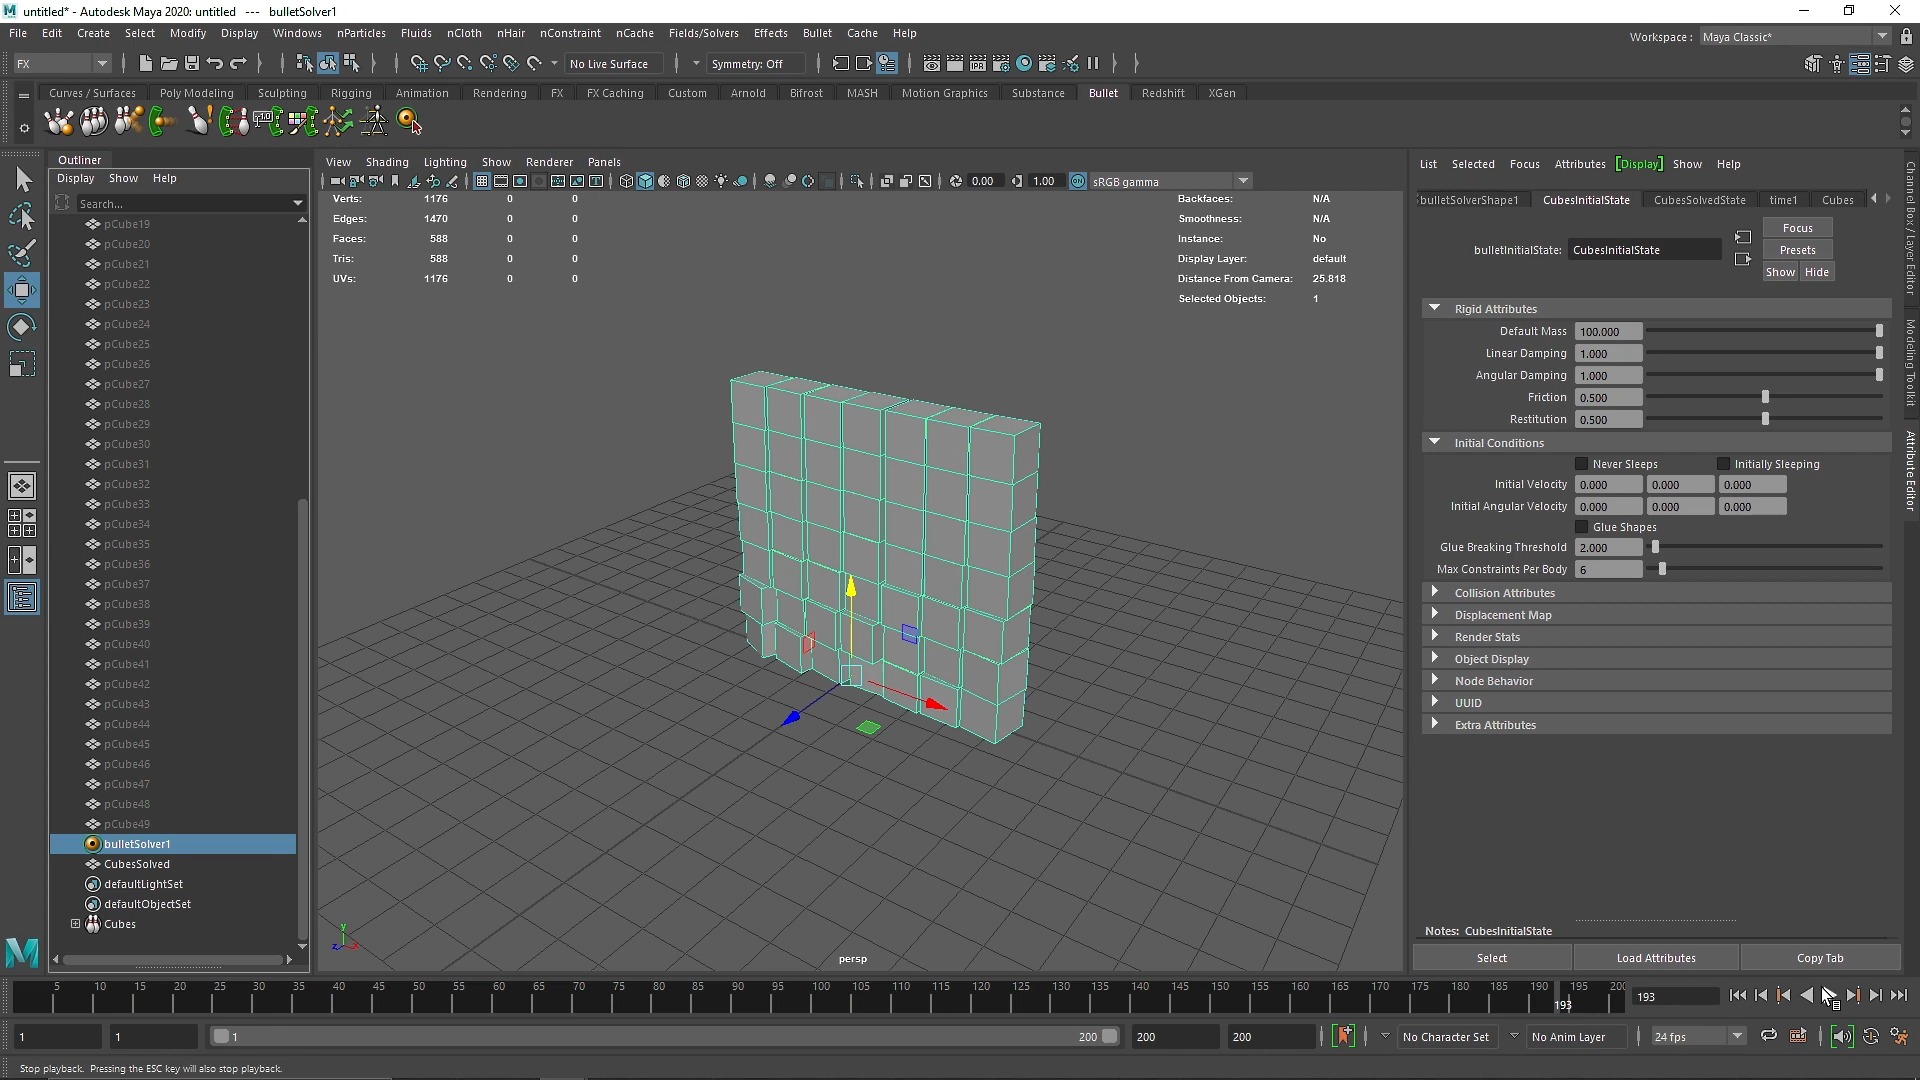 untitled* - Autodesk Maya 2020: untitled   ---   bulletSolver1
File Edit Create Select Modify Display Windows nParticles Fluids nCloth nHair nConstraint nCache Fields/Solvers Effects Bullet Cache Help
Workspace : Maya Classic*
FX No Live Surface Symmetry: Off
Curves / Surfaces Poly Modeling Sculpting Rigging Animation Rendering FX FX Caching Custom Arnold Bifrost MASH Motion Graphics Substance Bullet Redshift XGen
Outliner
Display Show Help
Search...
pCube19
pCube20
pCube21
pCube22
pCube23
pCube24
pCube25
pCube26
pCube27
pCube28
pCube29
pCube30
pCube31
pCube32
pCube33
pCube34
pCube35
pCube36
pCube37
pCube38
pCube39
pCube40
pCube41
pCube42
pCube43
pCube44
pCube45
pCube46
pCube47
pCube48
pCube49
bulletSolver1
CubesSolved
defaultLightSet
defaultObjectSet
Cubes
View Shading Lighting Show Renderer Panels
0.00 1.00 sRGB gamma
Verts: 1176 0 0
Edges: 1470 0 0
Faces: 588 0 0
Tris: 588 0 0
UVs: 1176 0 0
Backfaces: N/A
Smoothness: N/A
Instance: No
Display Layer: default
Distance From Camera: 25.818
Selected Objects: 1
y
z x
persp
List Selected Focus Attributes [Display] Show Help
bulletSolverShape1 CubesInitialState CubesSolvedState time1 Cubes
bulletInitialState: CubesInitialState
Focus
Presets
Show Hide
Rigid Attributes
Default Mass 100.000
Linear Damping 1.000
Angular Damping 1.000
Friction 0.500
Restitution 0.500
Initial Conditions
Never Sleeps Initially Sleeping
Initial Velocity 0.000 0.000 0.000
Initial Angular Velocity 0.000 0.000 0.000
Glue Shapes
Glue Breaking Threshold 2.000
Max Constraints Per Body 6
Collision Attributes
Displacement Map
Render Stats
Object Display
Node Behavior
UUID
Extra Attributes
Notes: CubesInitialState
Select Load Attributes Copy Tab
Channel Box / Layer Editor
Modeling Toolkit
Attribute Editor
5 10 15 20 25 30 35 40 45 50 55 60 65 70 75 80 85 90 95 100 105 110 115 120 125 130 135 140 145 150 155 160 165 170 175 180 185 190 195 200
193
193
1 1 1 200 200 200 No Character Set No Anim Layer 24 fps
Stop playback. Pressing the ESC key will also stop playback.